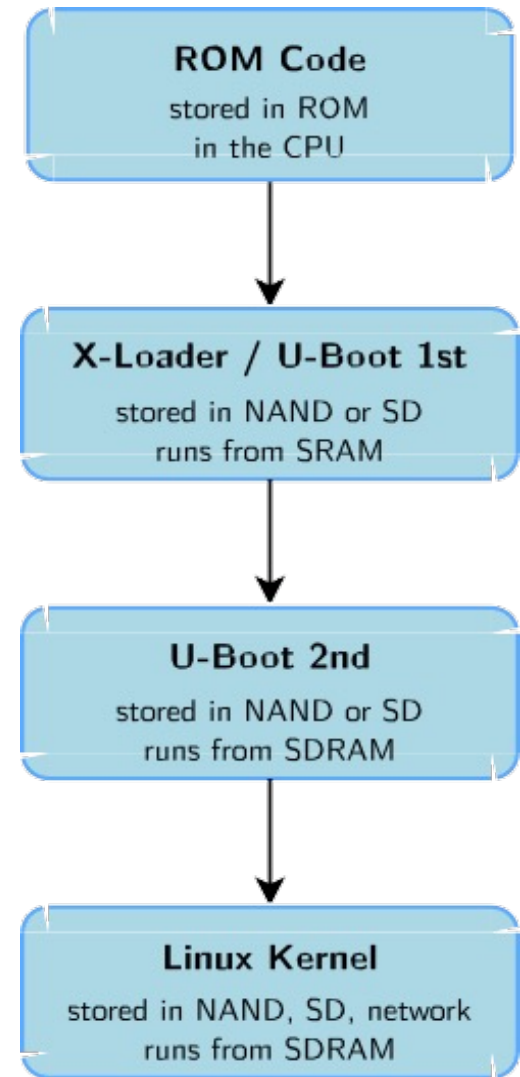 ROM Code
stored in ROM
in the CPU
X-Loader / U-Boot 1st
stored in NAND or SD
runs from SRAM
U-Boot 2nd
stored in NAND or SD
runs from SDRAM
Linux Kernel
stored in NAND, SD, network
runs from SDRAM